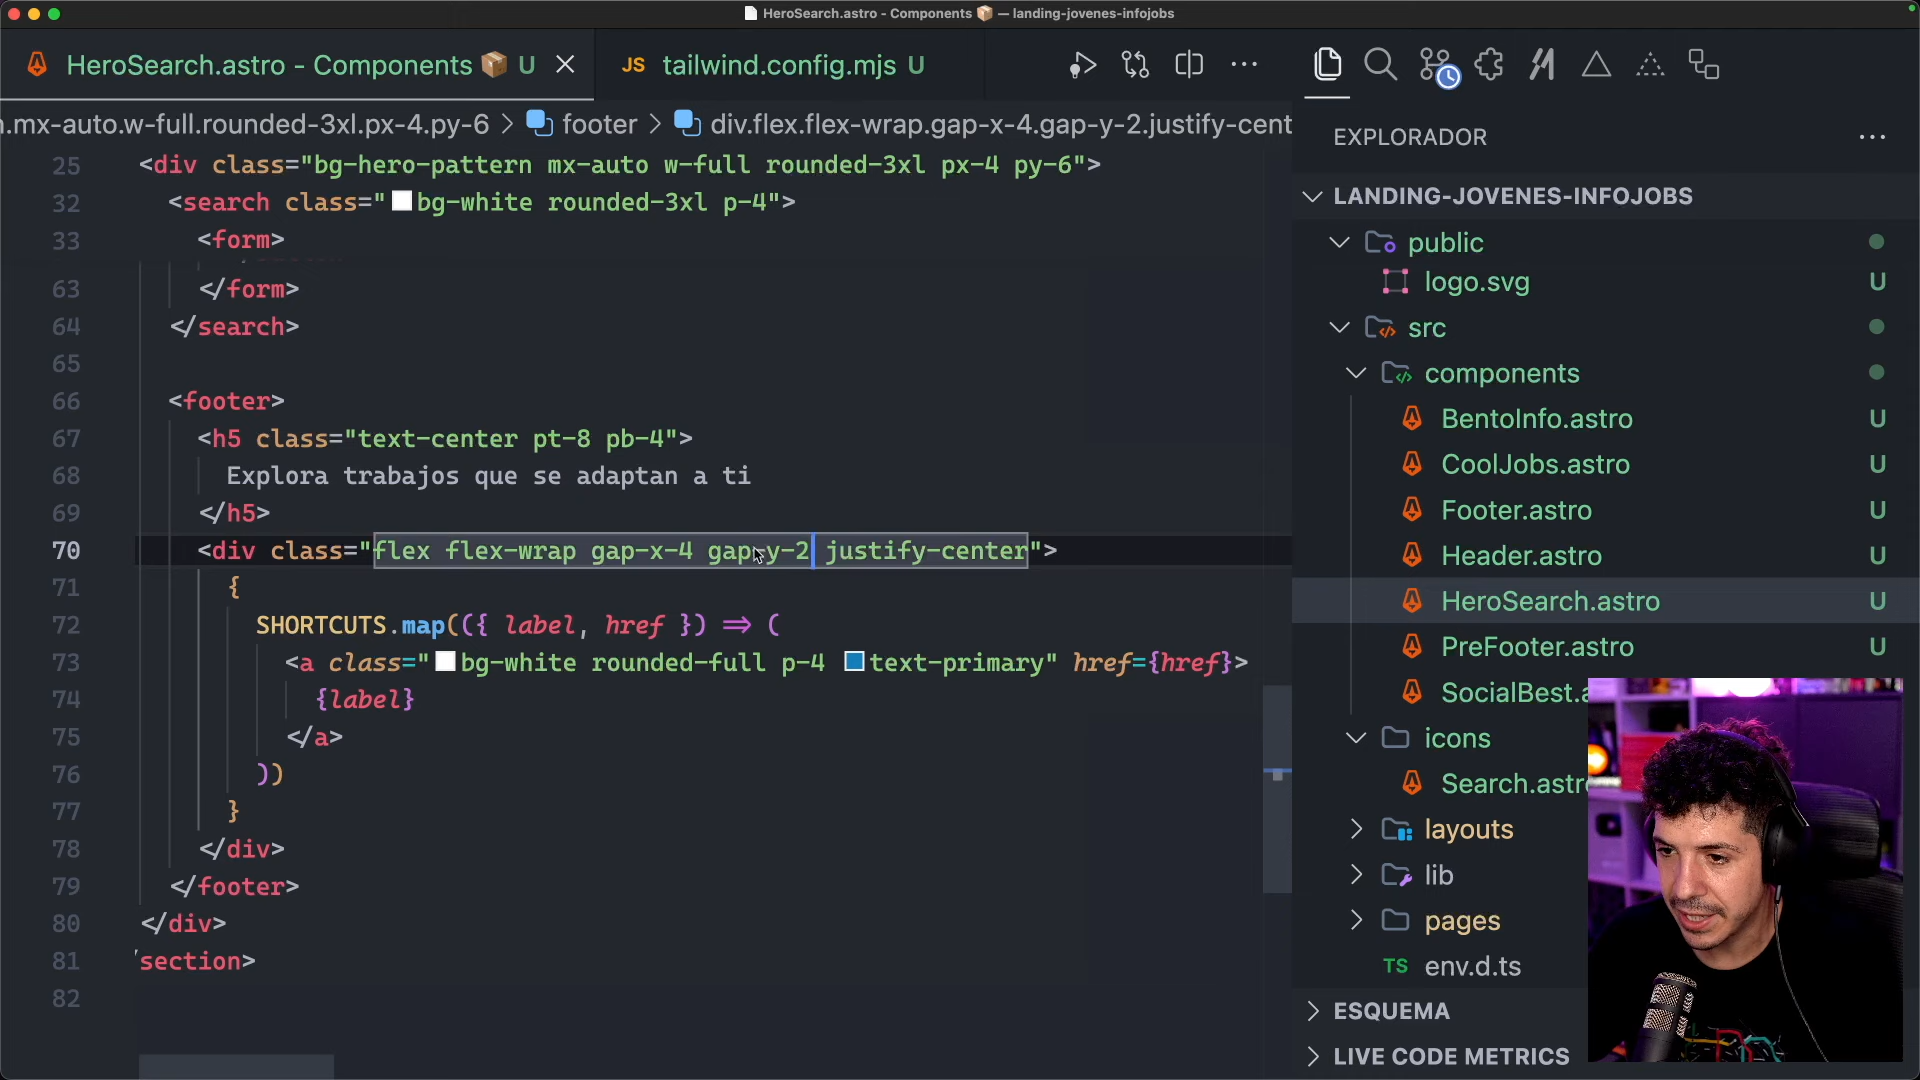 HeroSearch.astro - Components 📦 — landing-jovenes-infojobs
HeroSearch.astro - Components 📦 U
JS tailwind.config.mjs U
.mx-auto.w-full.rounded-3xl.px-4.py-6 > footer > div.flex.flex-wrap.gap-x-4.gap-y-2.justify-cent
25 <div class="bg-hero-pattern mx-auto w-full rounded-3xl px-4 py-6">
32 <search class="bg-white rounded-3xl p-4">
33 <form>
63 </form>
64 </search>
65
66 <footer>
67 <h5 class="text-center pt-8 pb-4">
68 Explora trabajos que se adaptan a ti
69 </h5>
70 <div class="flex flex-wrap gap-x-4 gap-y-2 justify-center">
71 {
72 SHORTCUTS.map(({ label, href }) => (
73 <a class="bg-white rounded-full p-4 text-primary" href={href}>
74 {label}
75 </a>
76 ))
77 }
78 </div>
79 </footer>
80 </div>
81 section>
82
EXPLORADOR
LANDING-JOVENES-INFOJOBS
public
logo.svg U
src
components
BentoInfo.astro U
CoolJobs.astro U
Footer.astro U
Header.astro U
HeroSearch.astro U
PreFooter.astro U
SocialBest.a
icons
Search.astr
layouts
lib
pages
TS env.d.ts
ESQUEMA
LIVE CODE METRICS